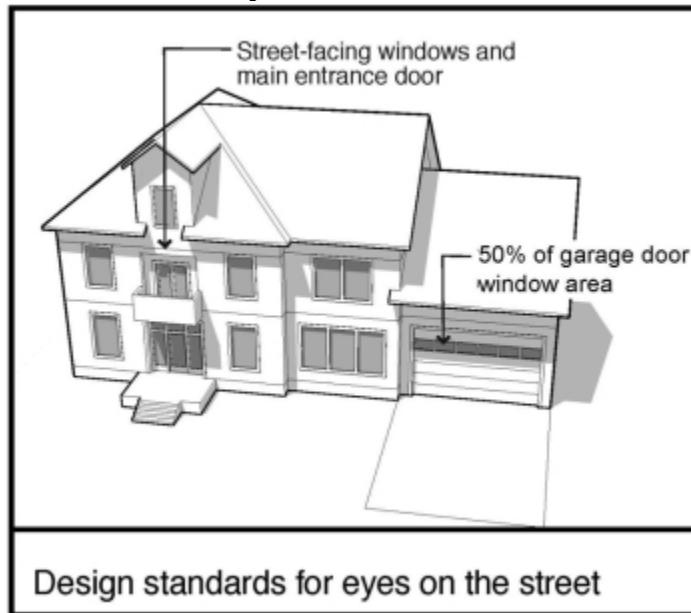 Street-facing windows and
main entrance door
50% of garage door
window area
Design standards for eyes on the street